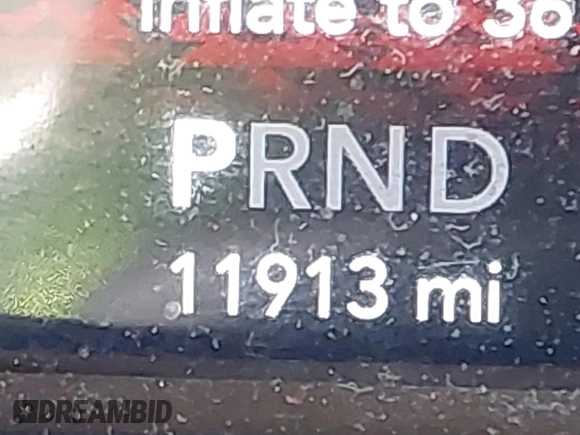 Inflate to 36
PRND
11913 mi
DREAMBID